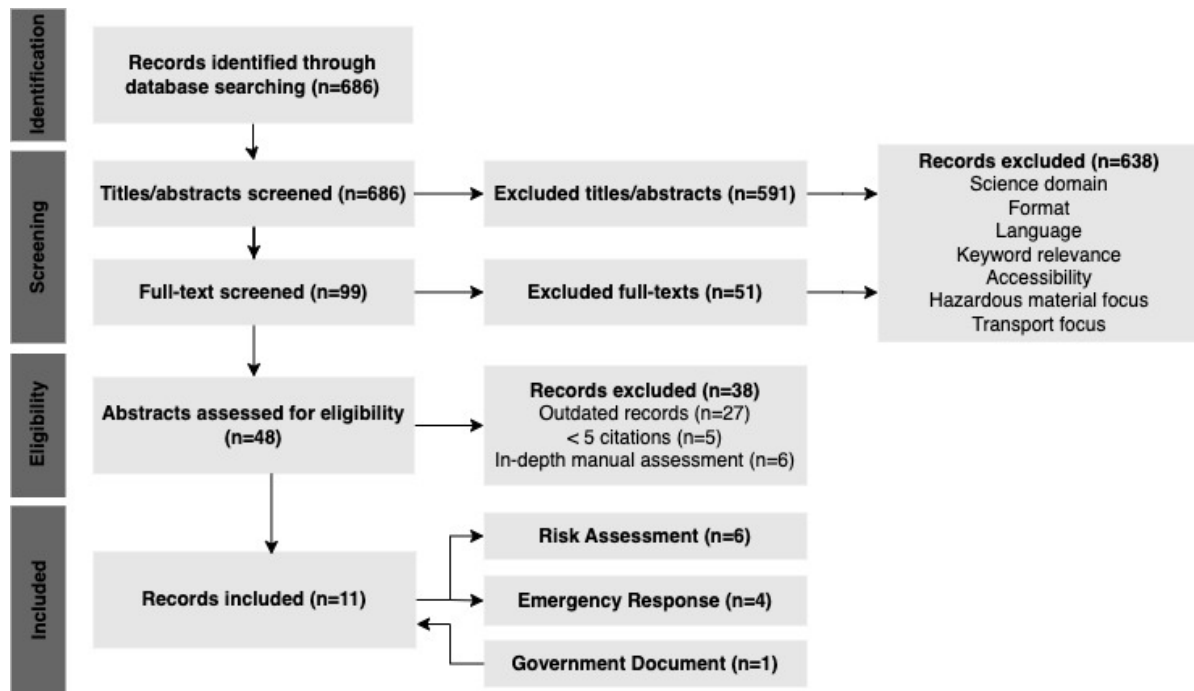 Identification
Records identified through
database searching (n=686)
Screening
Titles/abstracts screened (n=686)
Excluded titles/abstracts (n=591)
Records excluded (n=638)
Science domain
Format
Language
Keyword relevance
Accessibility
Hazardous material focus
Transport focus
Full-text screened (n=99)
Excluded full-texts (n=51)
Eligibility
Abstracts assessed for eligibility
(n=48)
Records excluded (n=38)
Outdated records (n=27)
< 5 citations (n=5)
In-depth manual assessment (n=6)
Included
Records included (n=11)
Risk Assessment (n=6)
Emergency Response (n=4)
Government Document (n=1)